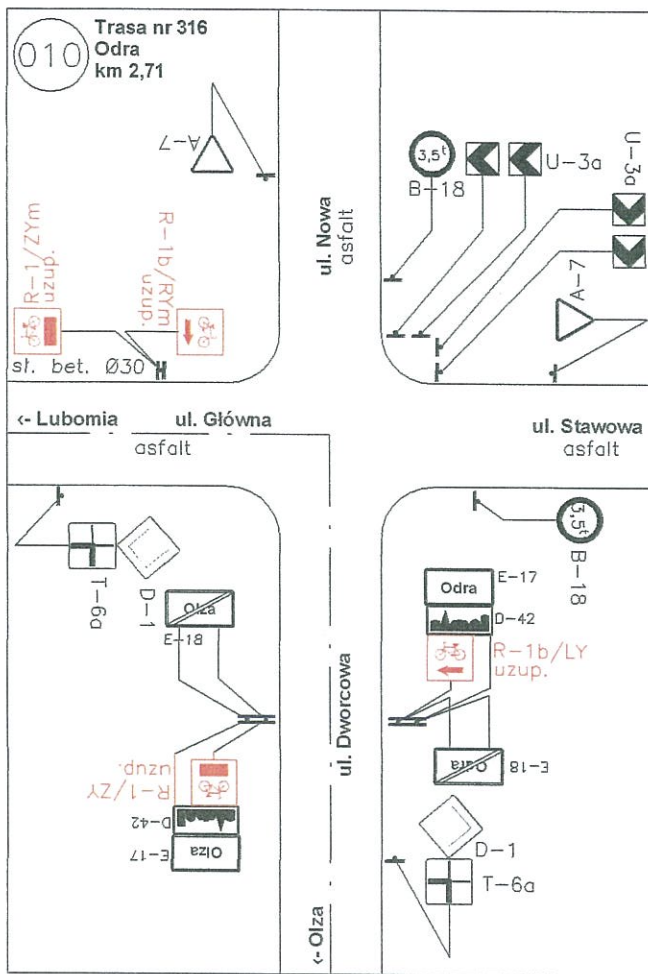 010
Trasa nr 316
Odra
km 2,71
A-7
3,5t
B-18
U-3a
U-3a
A-7
ul. Nowa
asfalt
R-1/ZYm
uzup.
R-1b/RYm
uzup.
st. bet. Ø30
<- Lubomia
ul. Główna
asfalt
ul. Stawowa
asfalt
T-6a
D-1
Olza
E-18
3,5t
B-18
Odra
E-17
D-42
R-1b/LY
uzup.
ul. Dworcowa
Odra
E-18
R-1/ZY
uzup.
D-42
E-17
Olza
D-1
T-6a
<- Olza